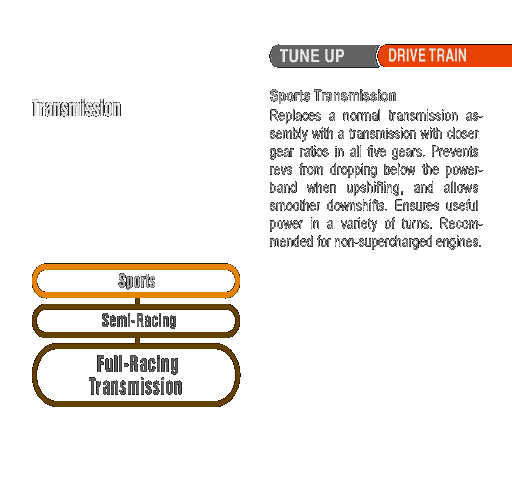 TUNE UP DRIVE TRAIN
Transmission
Sports Transmission
Replaces a normal transmission as-
sembly with a transmission with closer
gear ratios in all five gears. Prevents
revs from dropping below the power-
band when upshifting, and allows
smoother downshifts. Ensures useful
power in a variety of turns. Recom-
mended for non-supercharged engines.
Sports
Semi-Racing
Full-Racing
Transmission